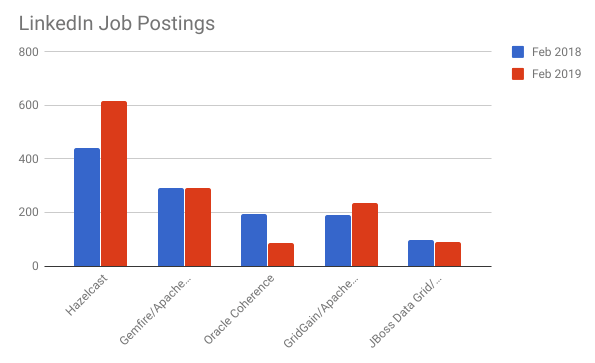 LinkedIn Job Postings
Feb 2018
Feb 2019
800
600
400
200
0
Hazelcast
Gemfire/Apache…
Oracle Coherence
GridGain/Apache…
JBoss Data Grid/…